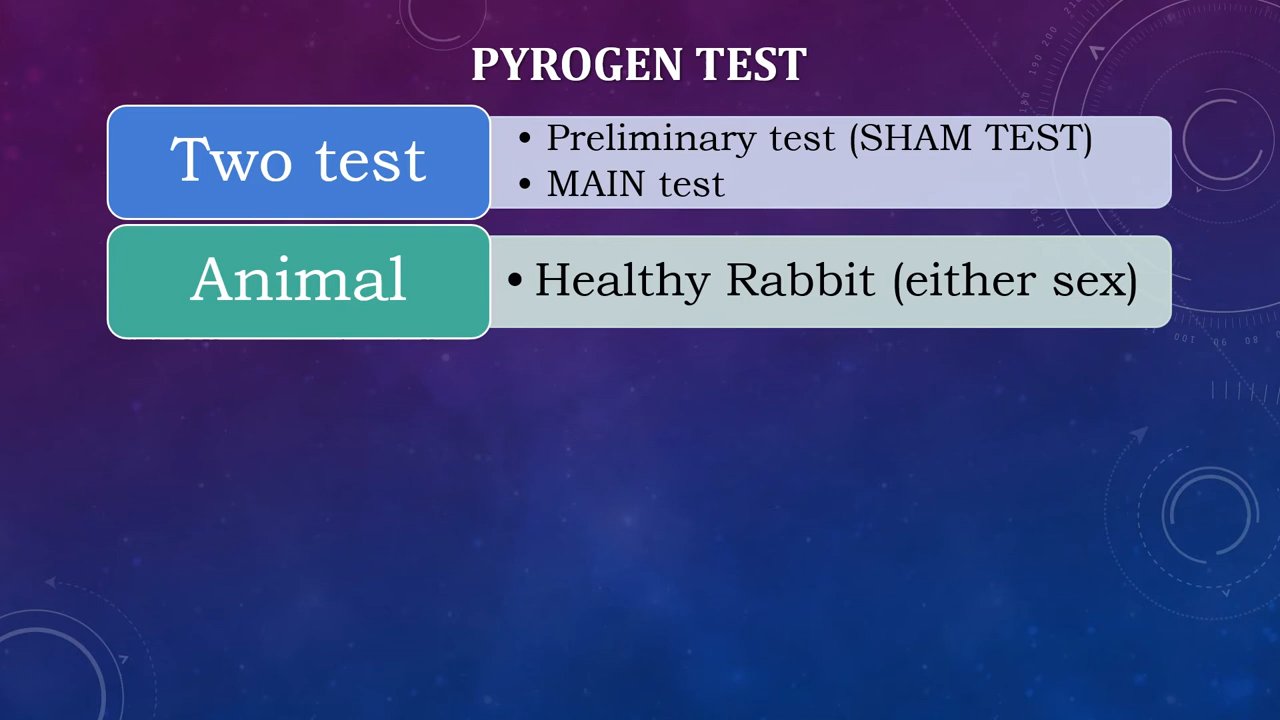 PYROGEN TEST
Two test
• Preliminary test (SHAM TEST)
• MAIN test
Animal
• Healthy Rabbit (either sex)